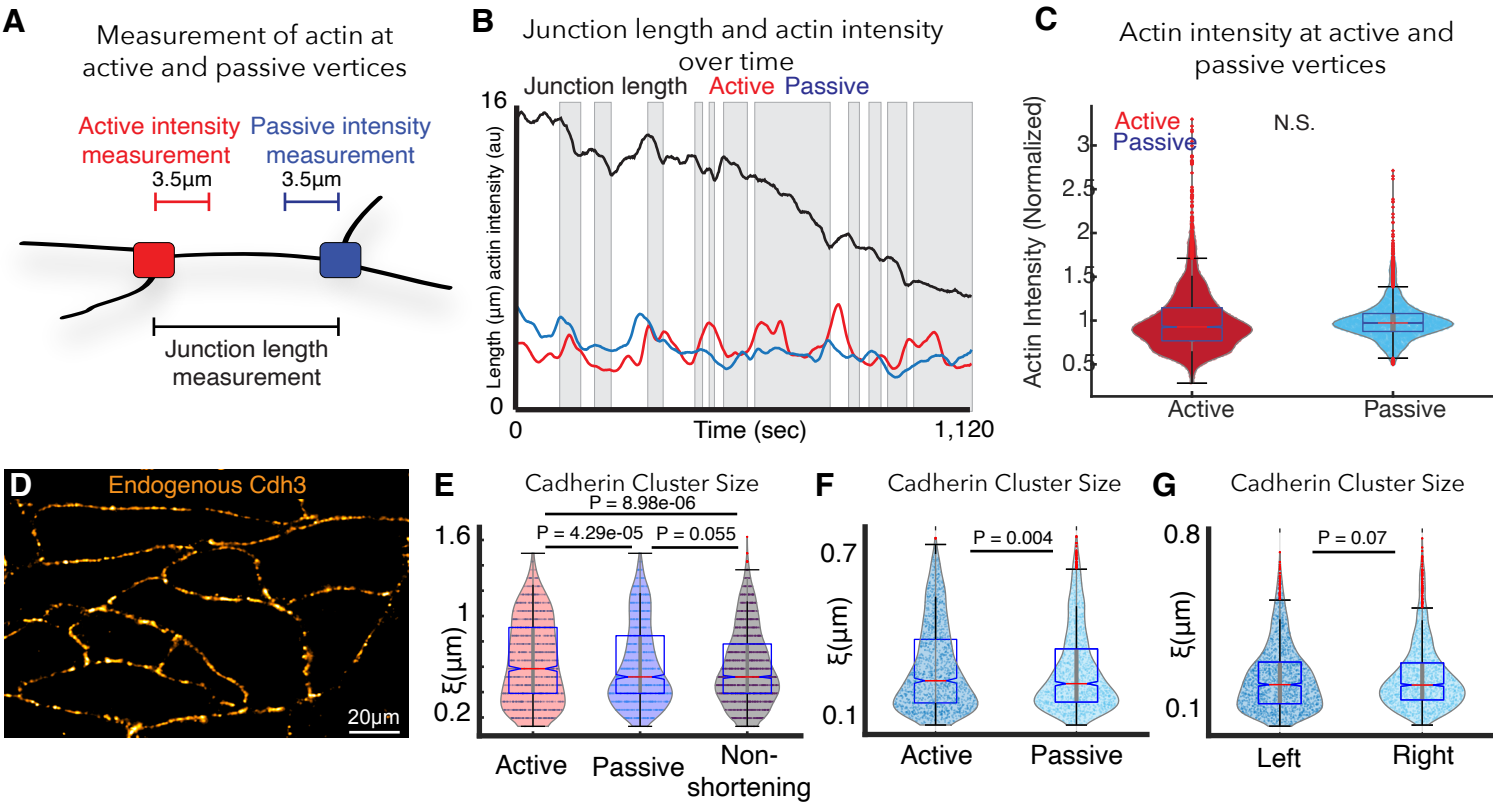 A
Measurement of actin at
active and passive vertices
Active intensity
measurement
Passive intensity
measurement
3.5µm
3.5µm
Junction length
measurement
B
Junction length and actin intensity
over time
Junction length Active Passive
16
Length (µm) actin intensity (au)
0
0
Time (sec)
1,120
C
Actin intensity at active and
passive vertices
Active
Passive
N.S.
Actin Intensity (Normalized)
3
2.5
2
1.5
1
0.5
Active
Passive
D
Endogenous Cdh3
20µm
E
Cadherin Cluster Size
P = 8.98e-06
P = 4.29e-05
P = 0.055
1.6
1
0.2
ξ(µm)
Active
Passive
Non-
shortening
F
Cadherin Cluster Size
P = 0.004
0.7
0.1
ξ(µm)
Active
Passive
G
Cadherin Cluster Size
P = 0.07
0.8
0.1
ξ(µm)
Left
Right